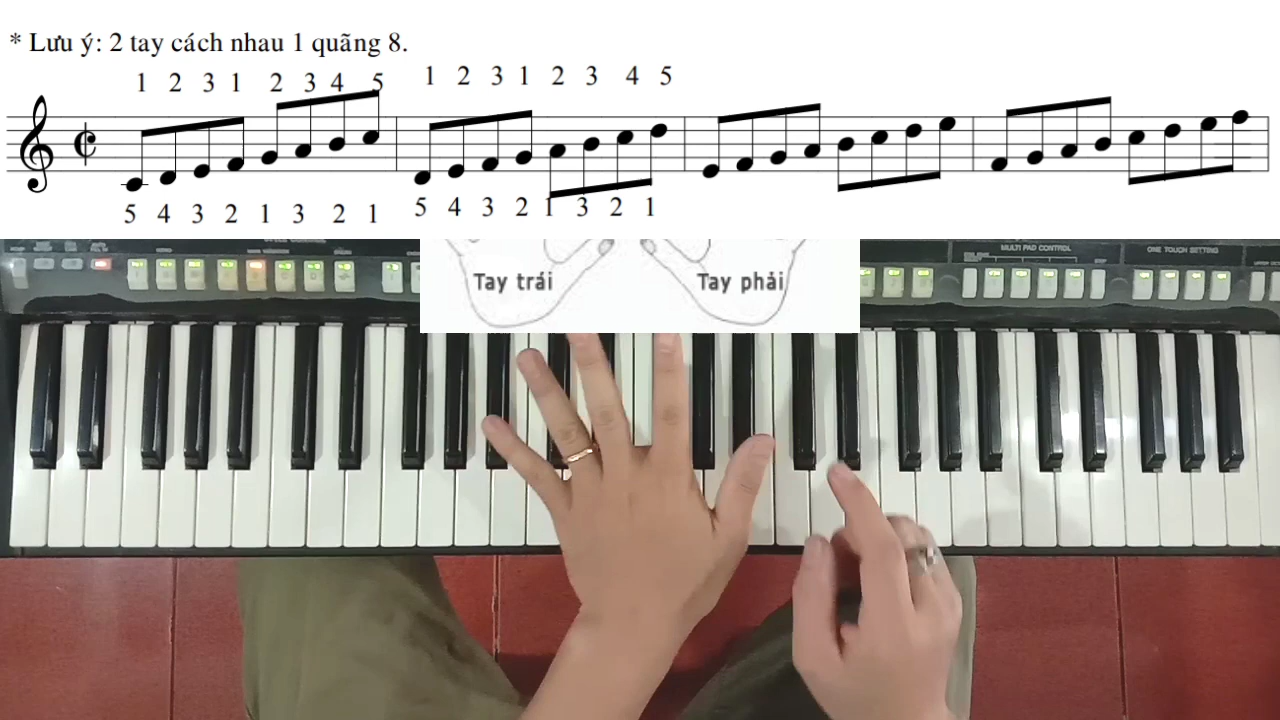 * Lưu ý: 2 tay cách nhau 1 quãng 8.
1 2 3 1 2 3 4 5 1 2 3 1 2 3 4 5
5 4 3 2 1 3 2 1 5 4 3 2 1 3 2 1
MULTI PAD CONTROL
ONE TOUCH SETTING
STOP
Tay trái
Tay phải